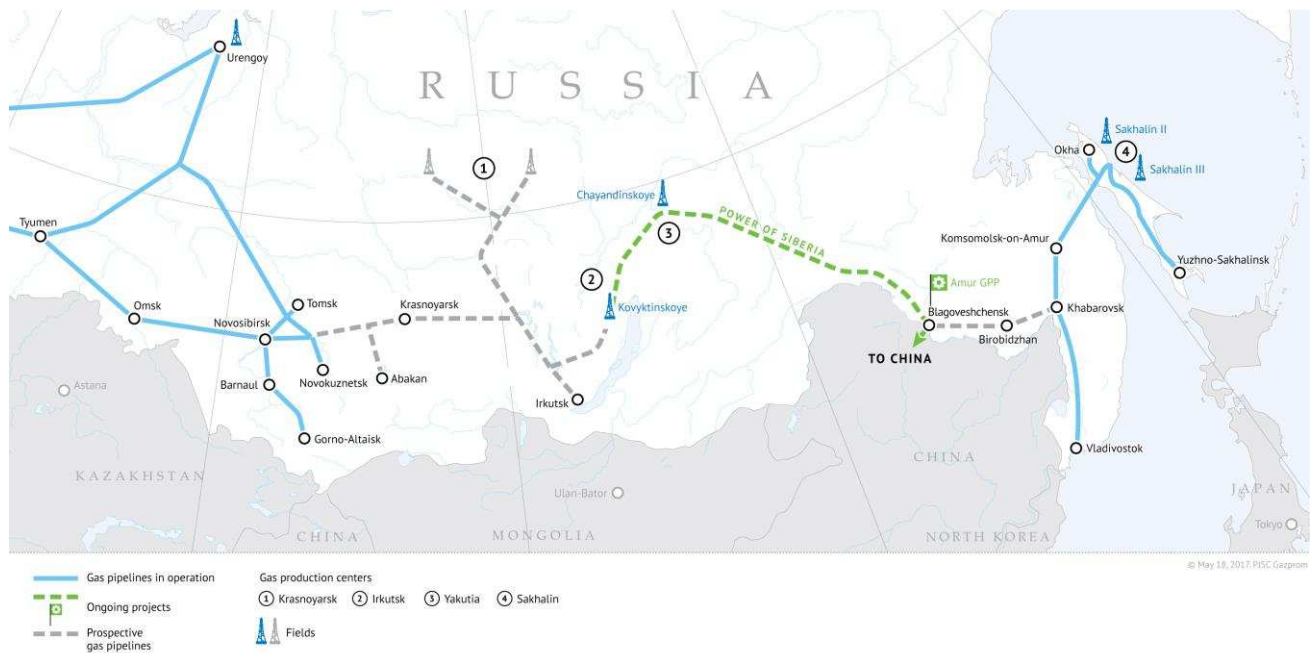 Urengoy
RUSSIA
1
Sakhalin II
Okha
4
Sakhalin III
Chayandinskoye
POWER OF SIBERIA
3
Tyumen
Komsomolsk-on-Amur
Yuzhno-Sakhalinsk
2
Amur GPP
Omsk
Tomsk
Krasnoyarsk
Kovyktinskoye
Novosibirsk
Blagoveshchensk
Khabarovsk
Birobidzhan
TO CHINA
Astana
Barnaul
Novokuznetsk
Abakan
Irkutsk
Gorno-Altaisk
Vladivostok
CHINA
KAZAKHSTAN
Ulan-Bator
JAPAN
Tokyo
CHINA
MONGOLIA
NORTH KOREA
© May 18, 2017. PJSC Gazprom
Gas pipelines in operation
Ongoing projects
Prospective
gas pipelines
Gas production centers
1 Krasnoyarsk 2 Irkutsk 3 Yakutia 4 Sakhalin
Fields